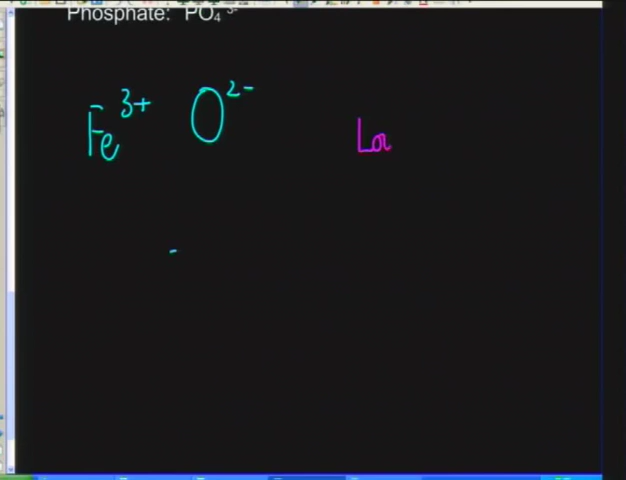 Phosphate: PO₄ ³⁻
Fe³⁺ O²⁻
La